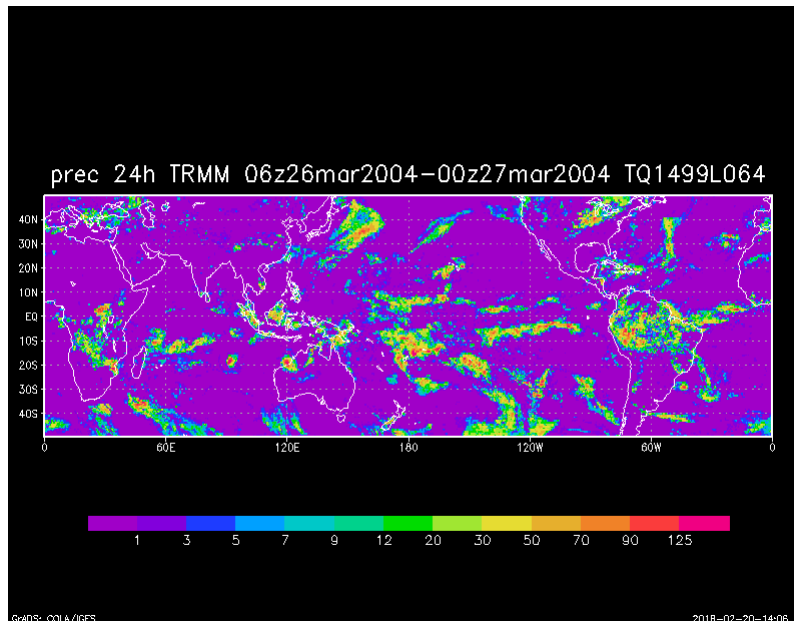 prec 24h TRMM 06z26mar2004-00z27mar2004 TQ1499L064
40N
30N
20N
10N
EQ
10S
20S
30S
40S
0 60E 120E 180 120W 60W 0
1 3 5 7 9 12 20 30 50 70 90 125
GrADS: COLA/IGES 2018-02-20-14:06